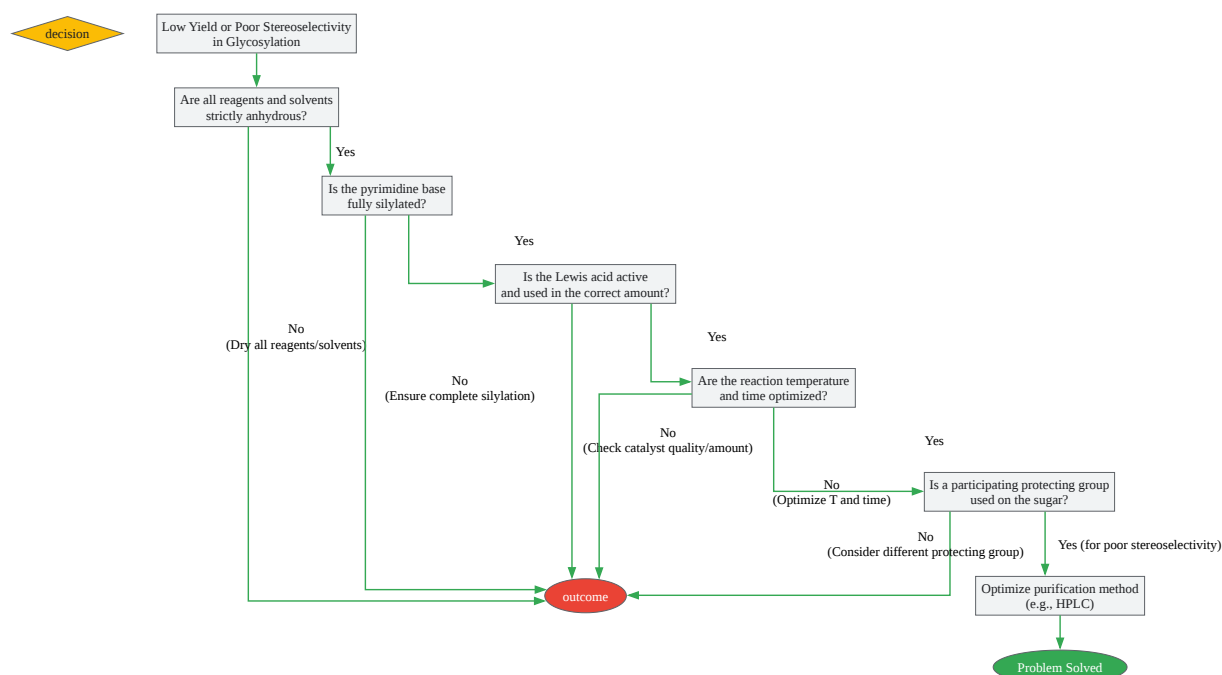 decision
Low Yield or Poor Stereoselectivity
in Glycosylation
Are all reagents and solvents
strictly anhydrous?
Yes
Is the pyrimidine base
fully silylated?
Yes
Is the Lewis acid active
and used in the correct amount?
No
(Dry all reagents/solvents)
Yes
No
(Ensure complete silylation)
Are the reaction temperature
and time optimized?
No
(Check catalyst quality/amount)
Yes
No
(Optimize T and time)
Is a participating protecting group
used on the sugar?
No
(Consider different protecting group)
Yes (for poor stereoselectivity)
outcome
Optimize purification method
(e.g., HPLC)
Problem Solved